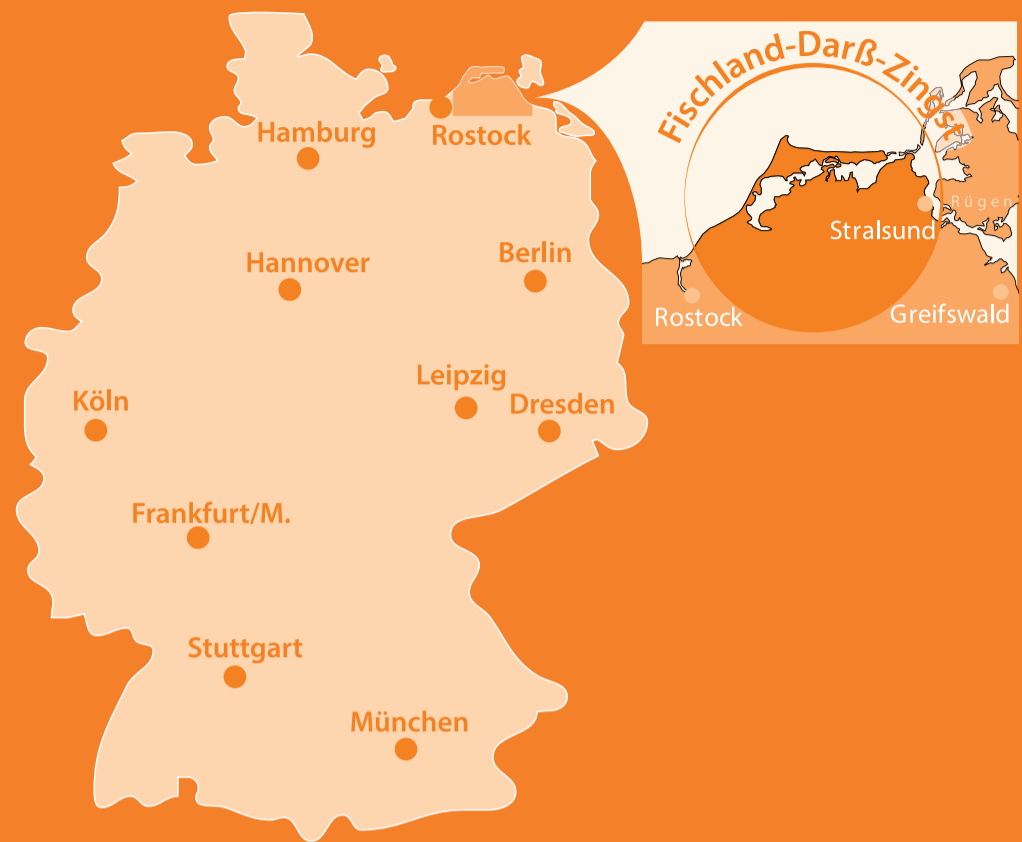 Fischland-Darß-Zingst
Hamburg
Rostock
Rügen
Stralsund
Hannover
Berlin
Rostock
Greifswald
Leipzig
Köln
Dresden
Frankfurt/M.
Stuttgart
München